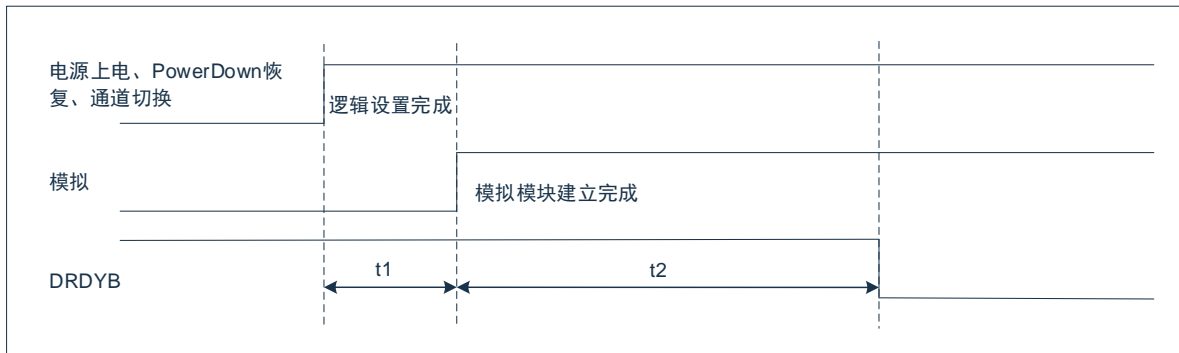 电源上电、PowerDown恢
复、通道切换
逻辑设置完成
模拟
模拟模块建立完成
DRDYB
t1
t2